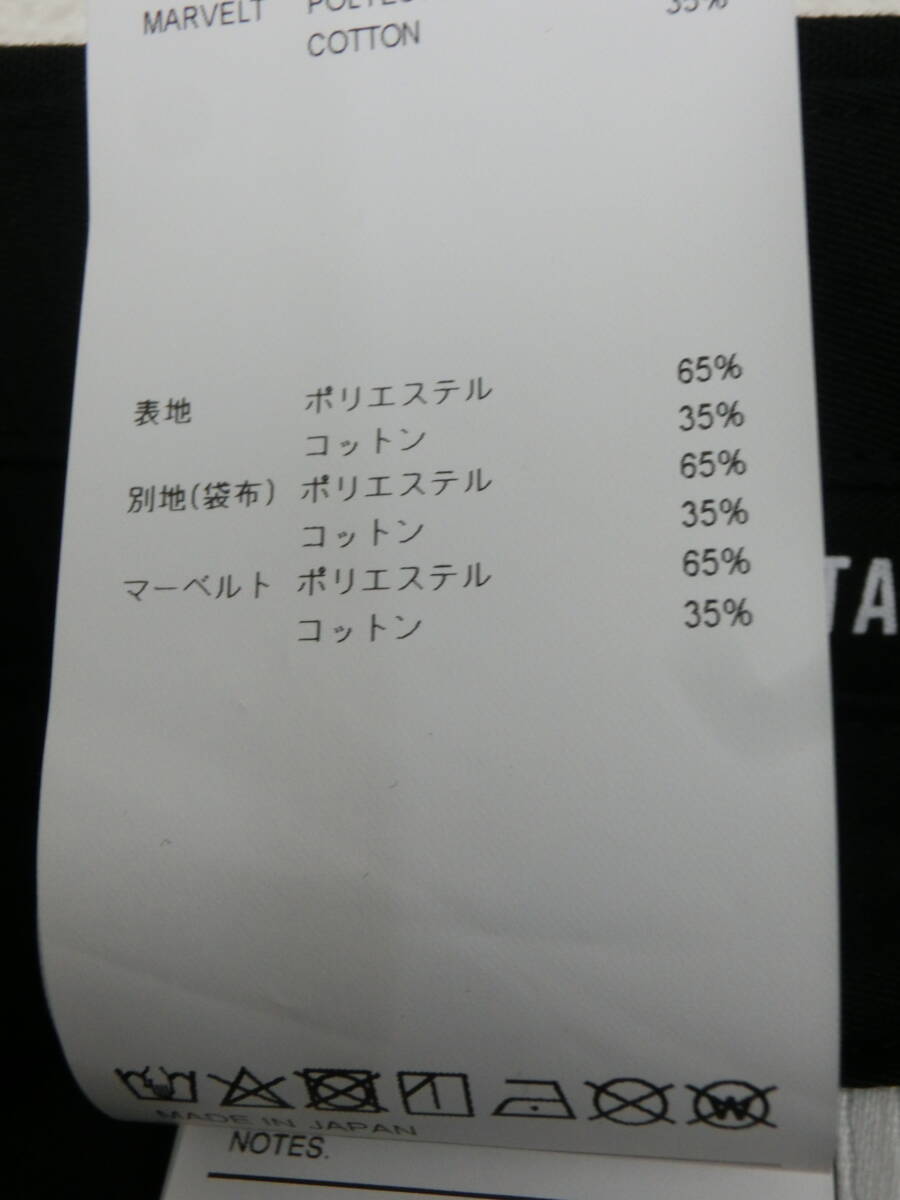 MARVELT
35%
COTTON
表地 ポリエステル 65%
コットン 35%
別地(袋布) ポリエステル 65%
コットン 35%
マーベルト ポリエステル 65%
コットン 35%
TA
MADE IN JAPAN
NOTES.